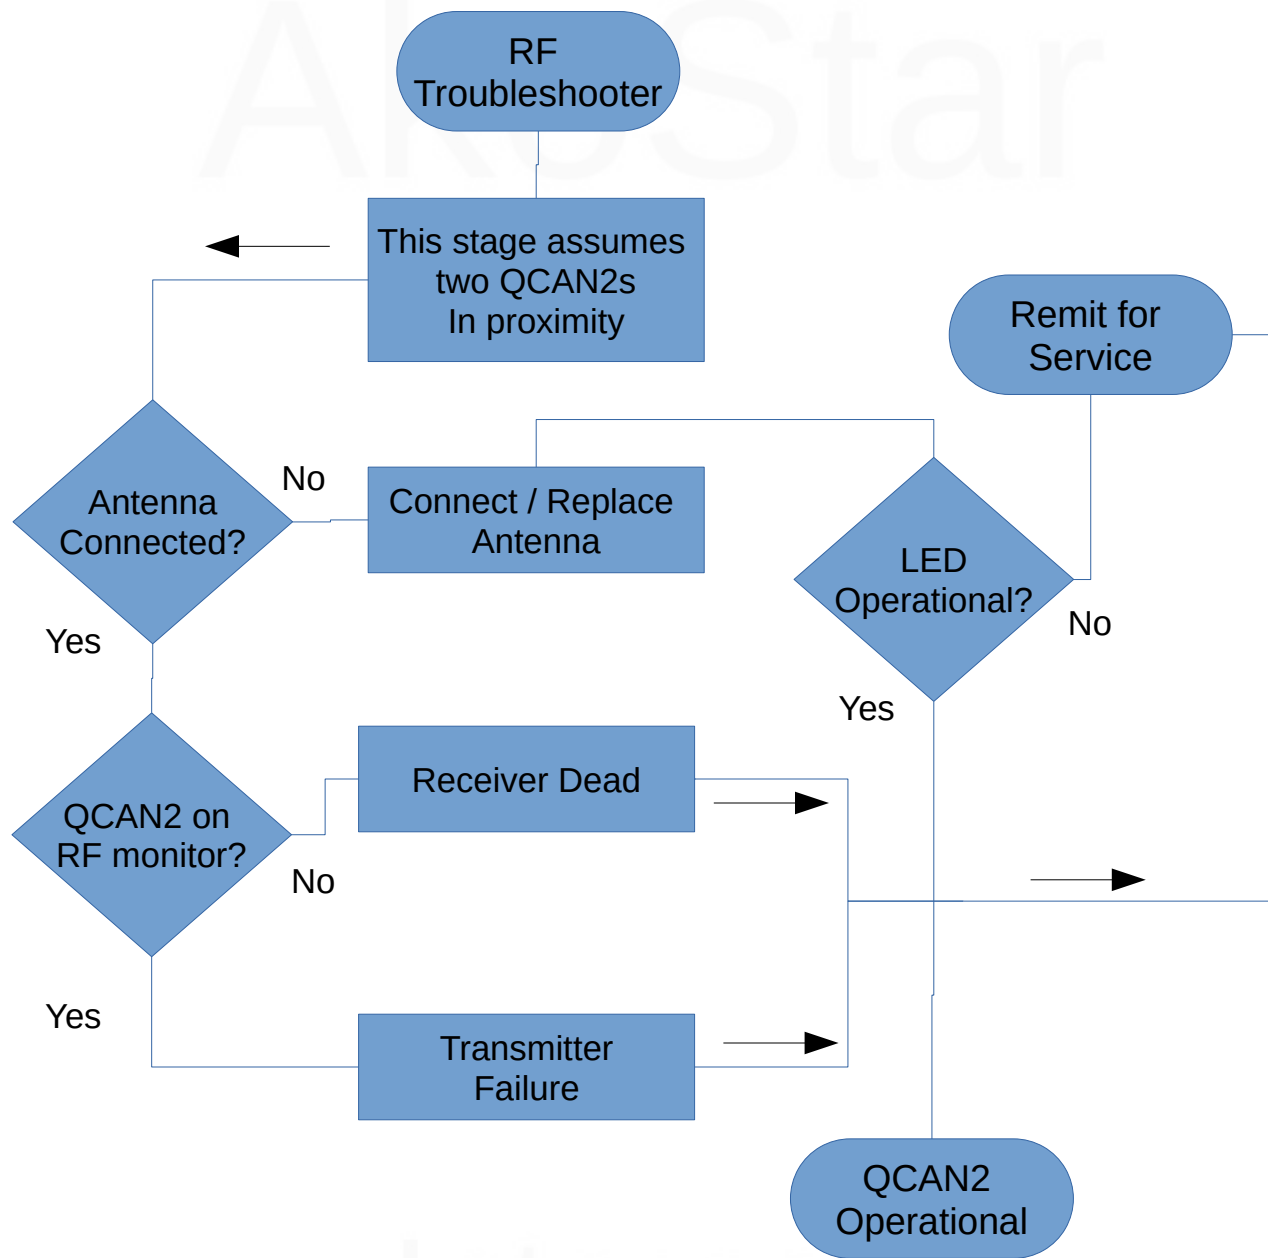 RF
Troubleshooter
This stage assumes
two QCAN2s
In proximity
Remit for
Service
Antenna
Connected?
No
Connect / Replace
Antenna
LED
Operational?
No
Yes
Yes
QCAN2 on
RF monitor?
No
Receiver Dead
Yes
Transmitter
Failure
QCAN2
Operational